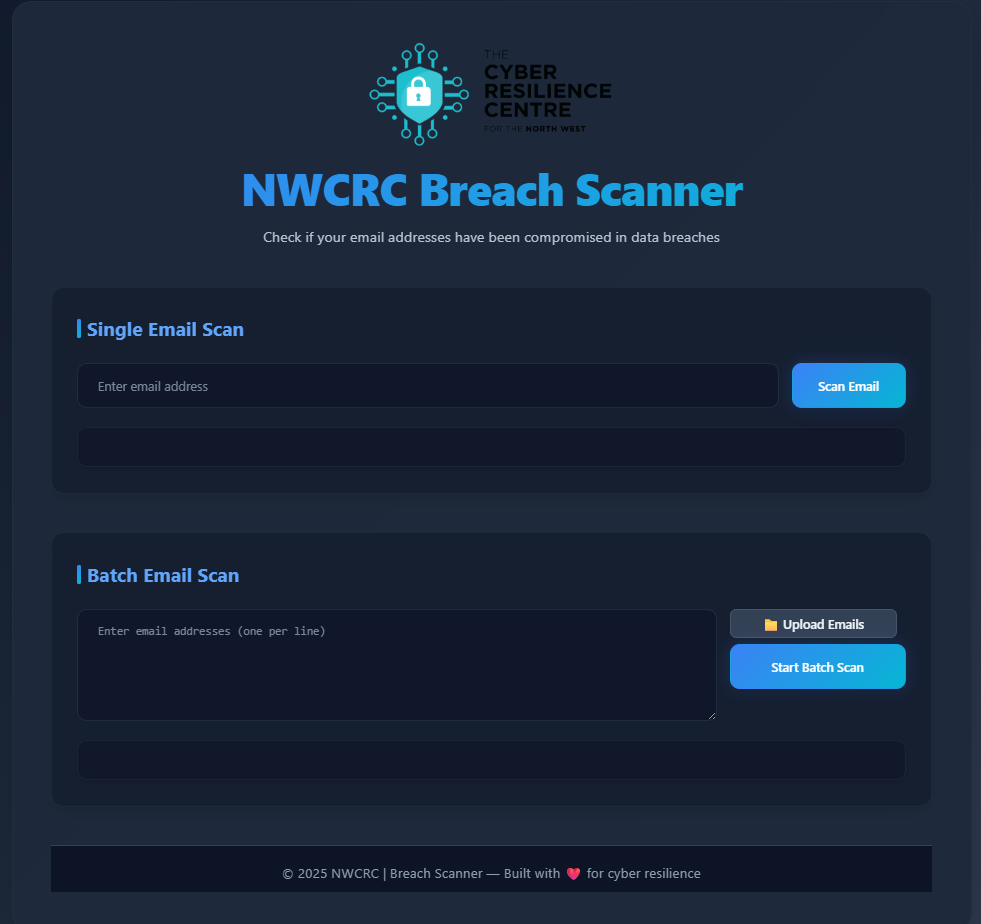 THE
CYBER
RESILIENCE
CENTRE
FOR THE NORTH WEST
NWCRC Breach Scanner
Check if your email addresses have been compromised in data breaches
Single Email Scan
Enter email address
Scan Email
Batch Email Scan
Enter email addresses (one per line)
📁 Upload Emails
Start Batch Scan
© 2025 NWCRC | Breach Scanner — Built with ❤️ for cyber resilience